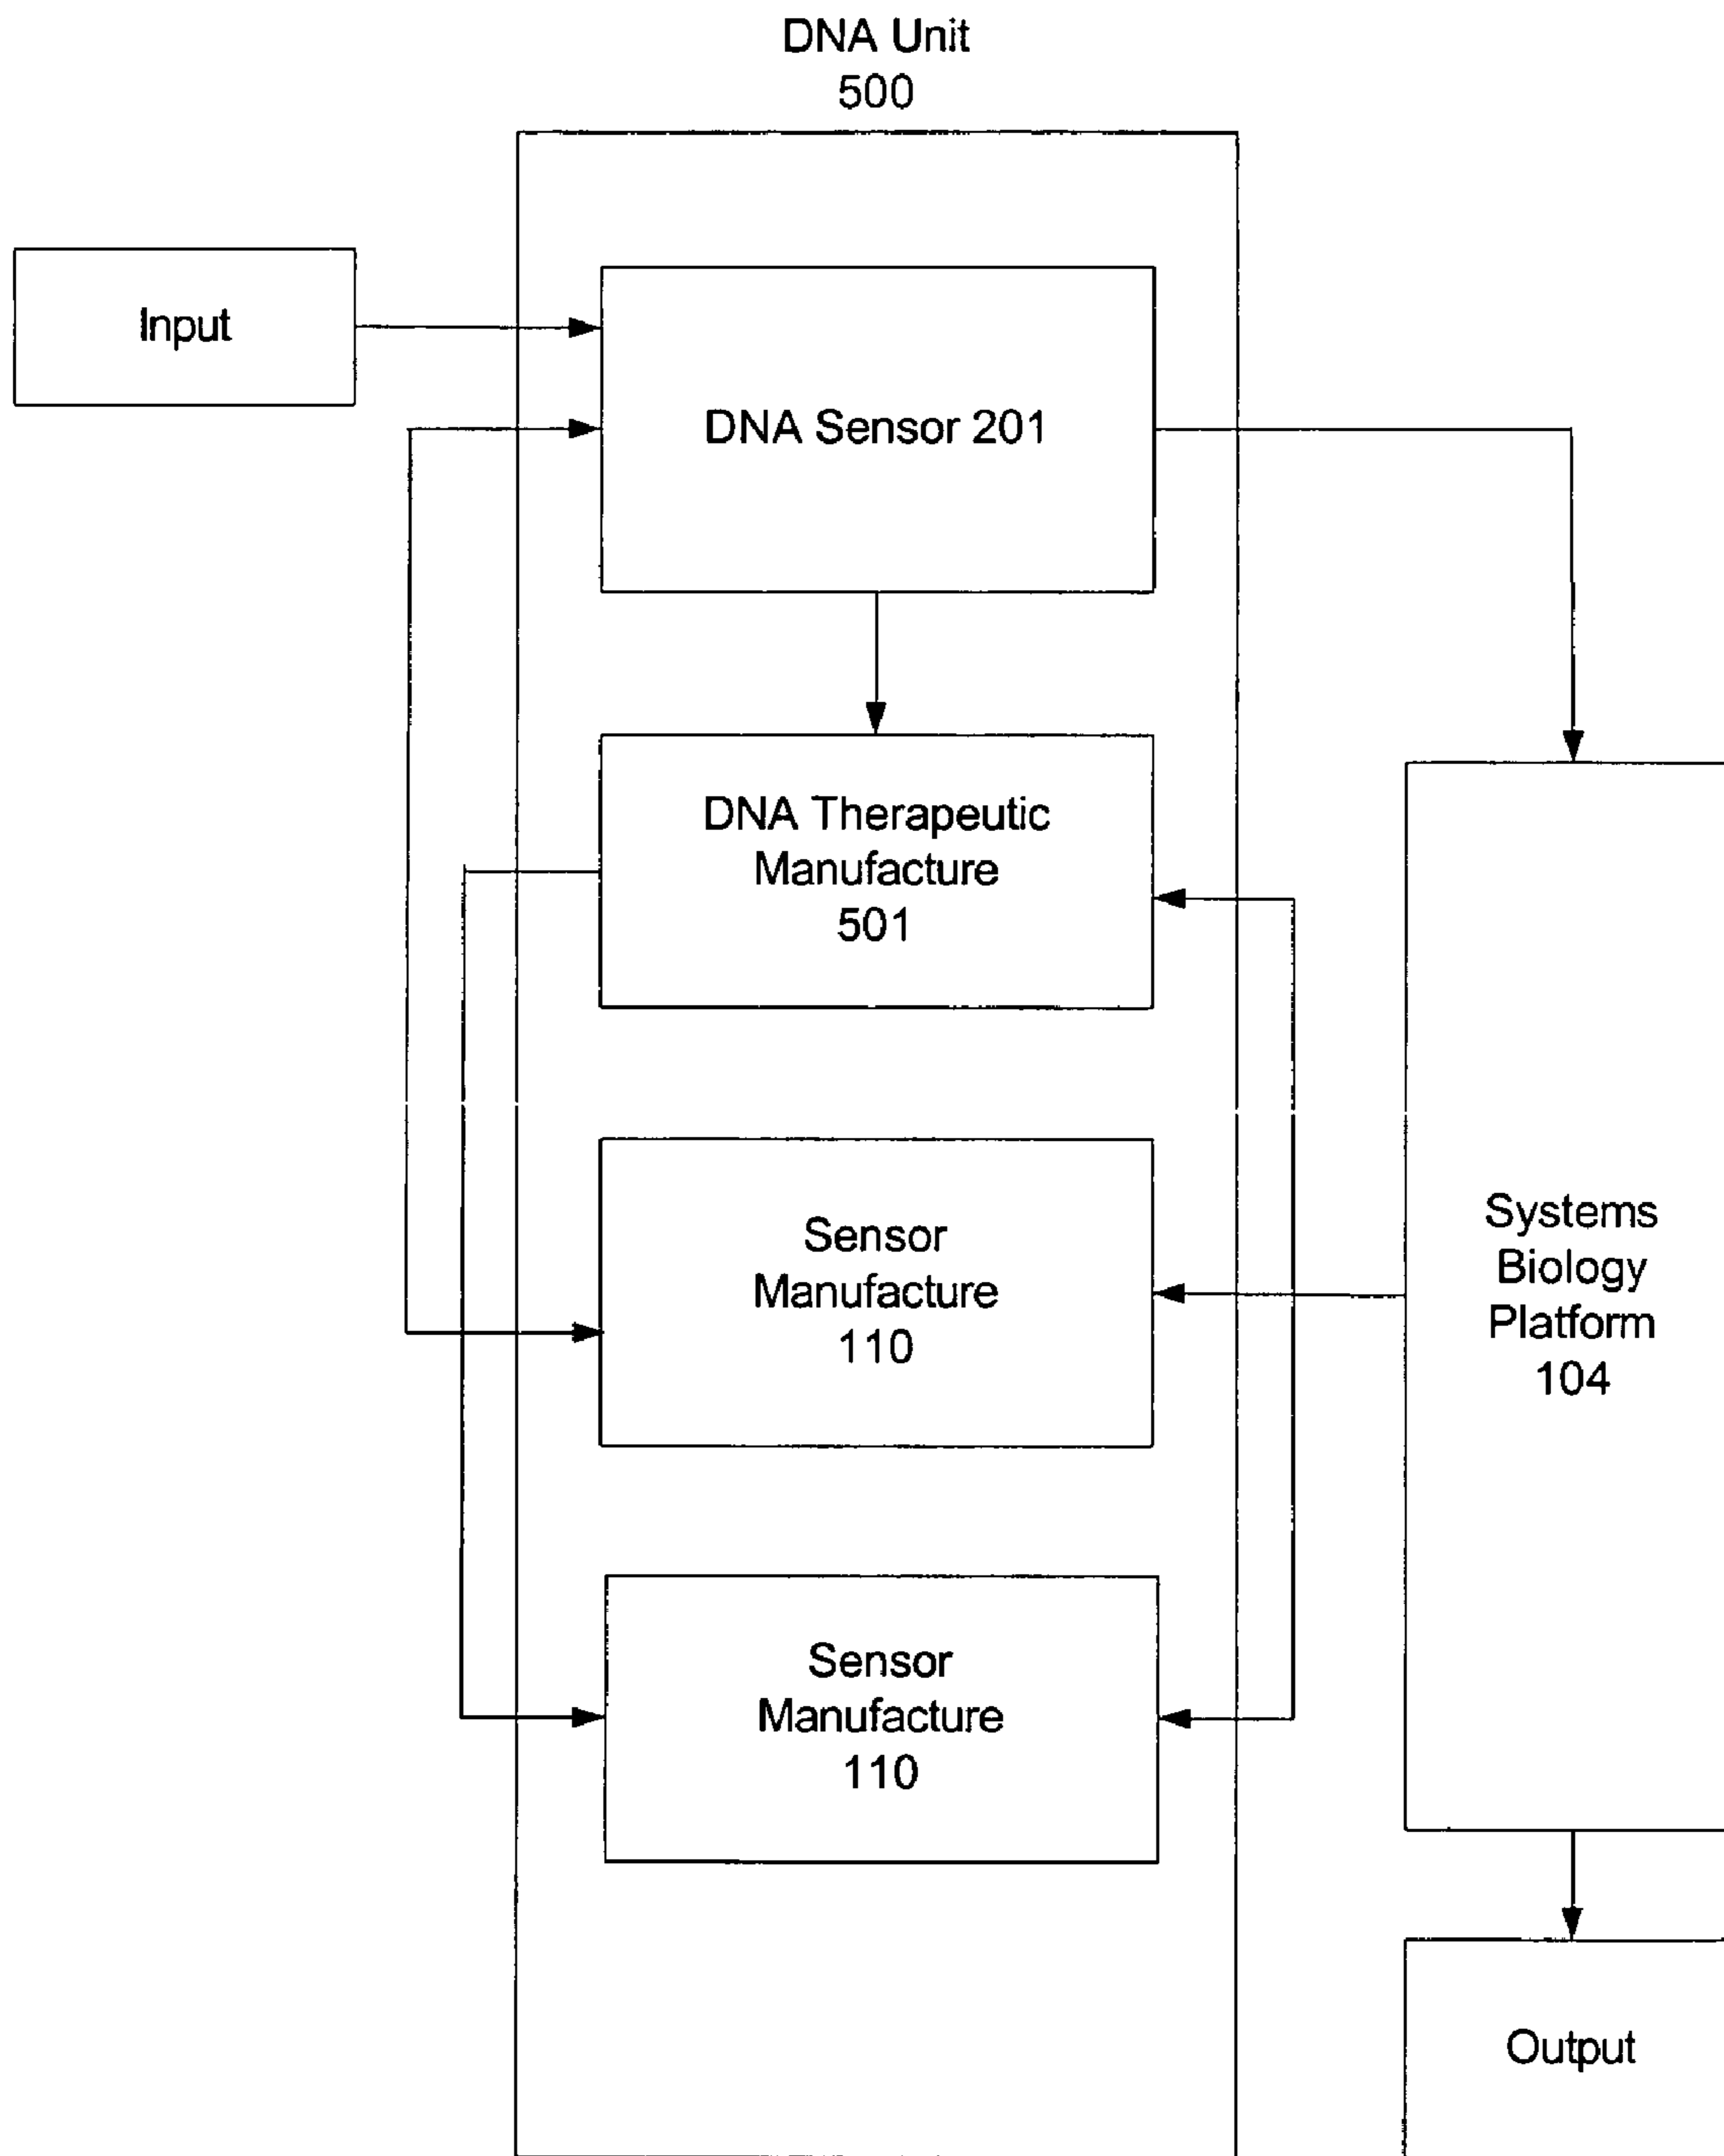 DNA Unit
500
Input
DNA Sensor 201
DNA Therapeutic
Manufacture
501
Sensor
Manufacture
110
Systems
Biology
Platform
104
Sensor
Manufacture
110
Output